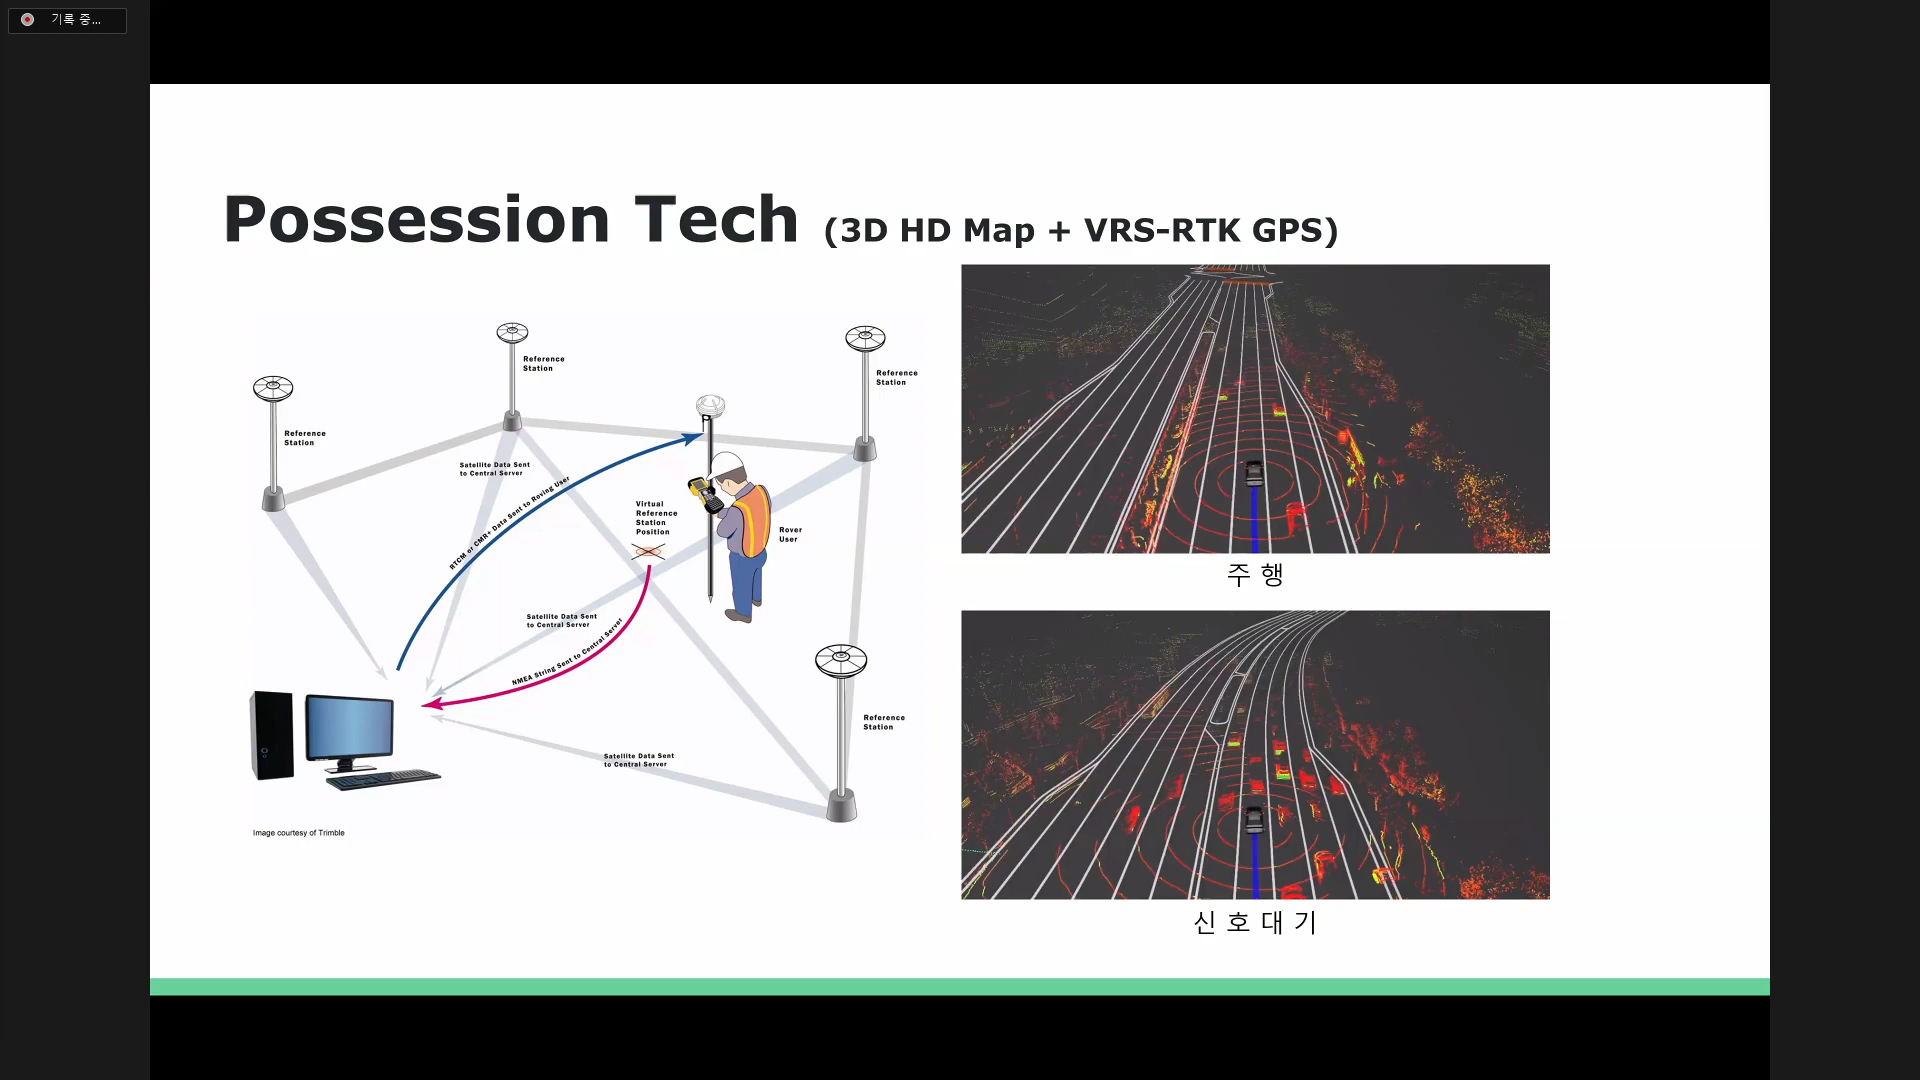 기록 중...
Possession Tech (3D HD Map + VRS-RTK GPS)
Reference
Station
Reference
Station
Reference
Station
Satellite Data Sent
to Central Server
RTCM or CMR+ Data Sent to Roving User
Virtual
Reference
Station
Position
Rover
User
Satellite Data Sent
to Central Server
NMEA String Sent to Central Server
Reference
Station
Satellite Data Sent
to Central Server
Image courtesy of Trimble
주 행
신 호 대 기